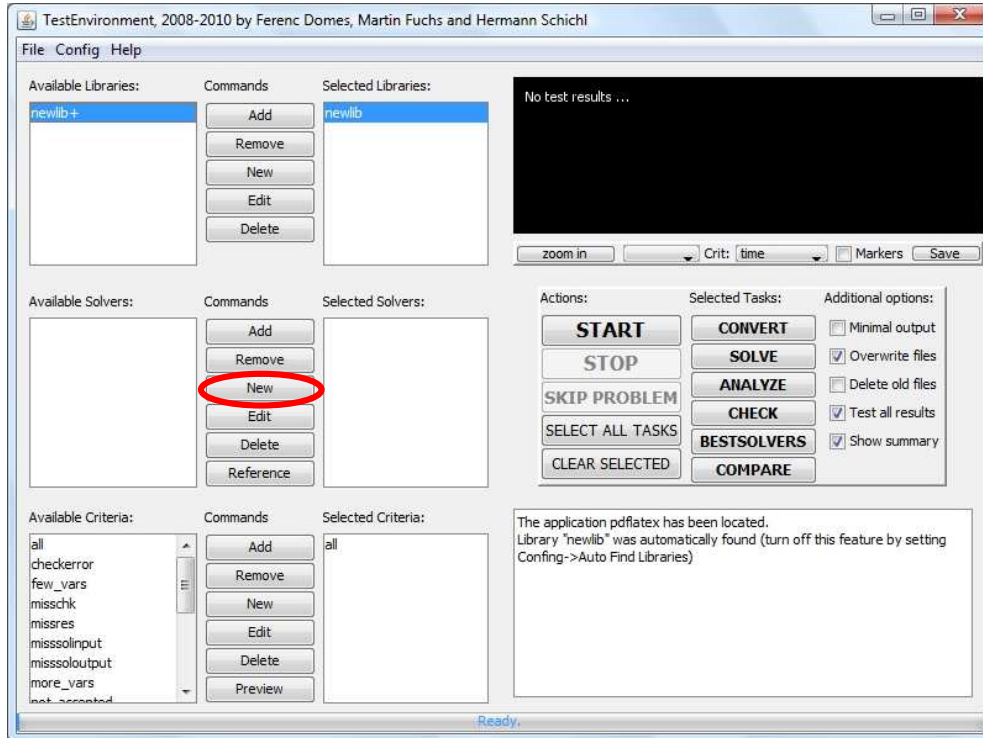 TestEnvironment, 2008-2010 by Ferenc Domes, Martin Fuchs and Hermann Schichl
File Config Help
Available Libraries:
newlib+
Commands
Add
Remove
New
Edit
Delete
Selected Libraries:
newlib
No test results ...
zoom in
Crit: time
Markers
Save
Available Solvers:
Commands
Add
Remove
New
Edit
Delete
Reference
Selected Solvers:
Actions:
START
STOP
SKIP PROBLEM
SELECT ALL TASKS
CLEAR SELECTED
Selected Tasks:
CONVERT
SOLVE
ANALYZE
CHECK
BESTSOLVERS
COMPARE
Additional options:
Minimal output
Overwrite files
Delete old files
Test all results
Show summary
Available Criteria:
all
checkerror
few_vars
misschk
missres
misssolinput
misssoloutput
more_vars
not_accepted
Commands
Add
Remove
New
Edit
Delete
Preview
Selected Criteria:
all
The application pdflatex has been located.
Library "newlib" was automatically found (turn off this feature by setting
Confing->Auto Find Libraries)
Ready.